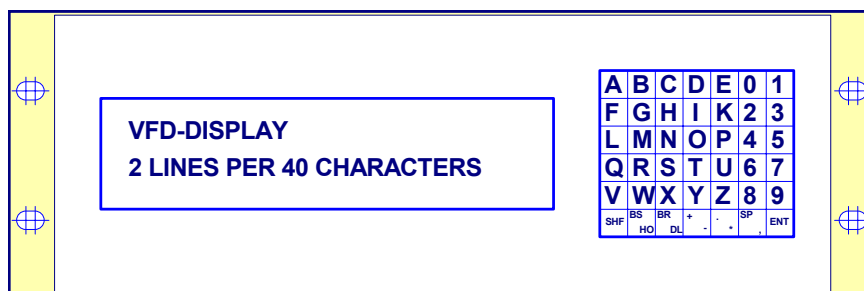 VFD-DISPLAY
2 LINES PER 40 CHARACTERS
A B C D E 0 1
F G H I K 2 3
L M N O P 4 5
Q R S T U 6 7
V W X Y Z 8 9
SHF BS HO BR DL + - . * SP , ENT